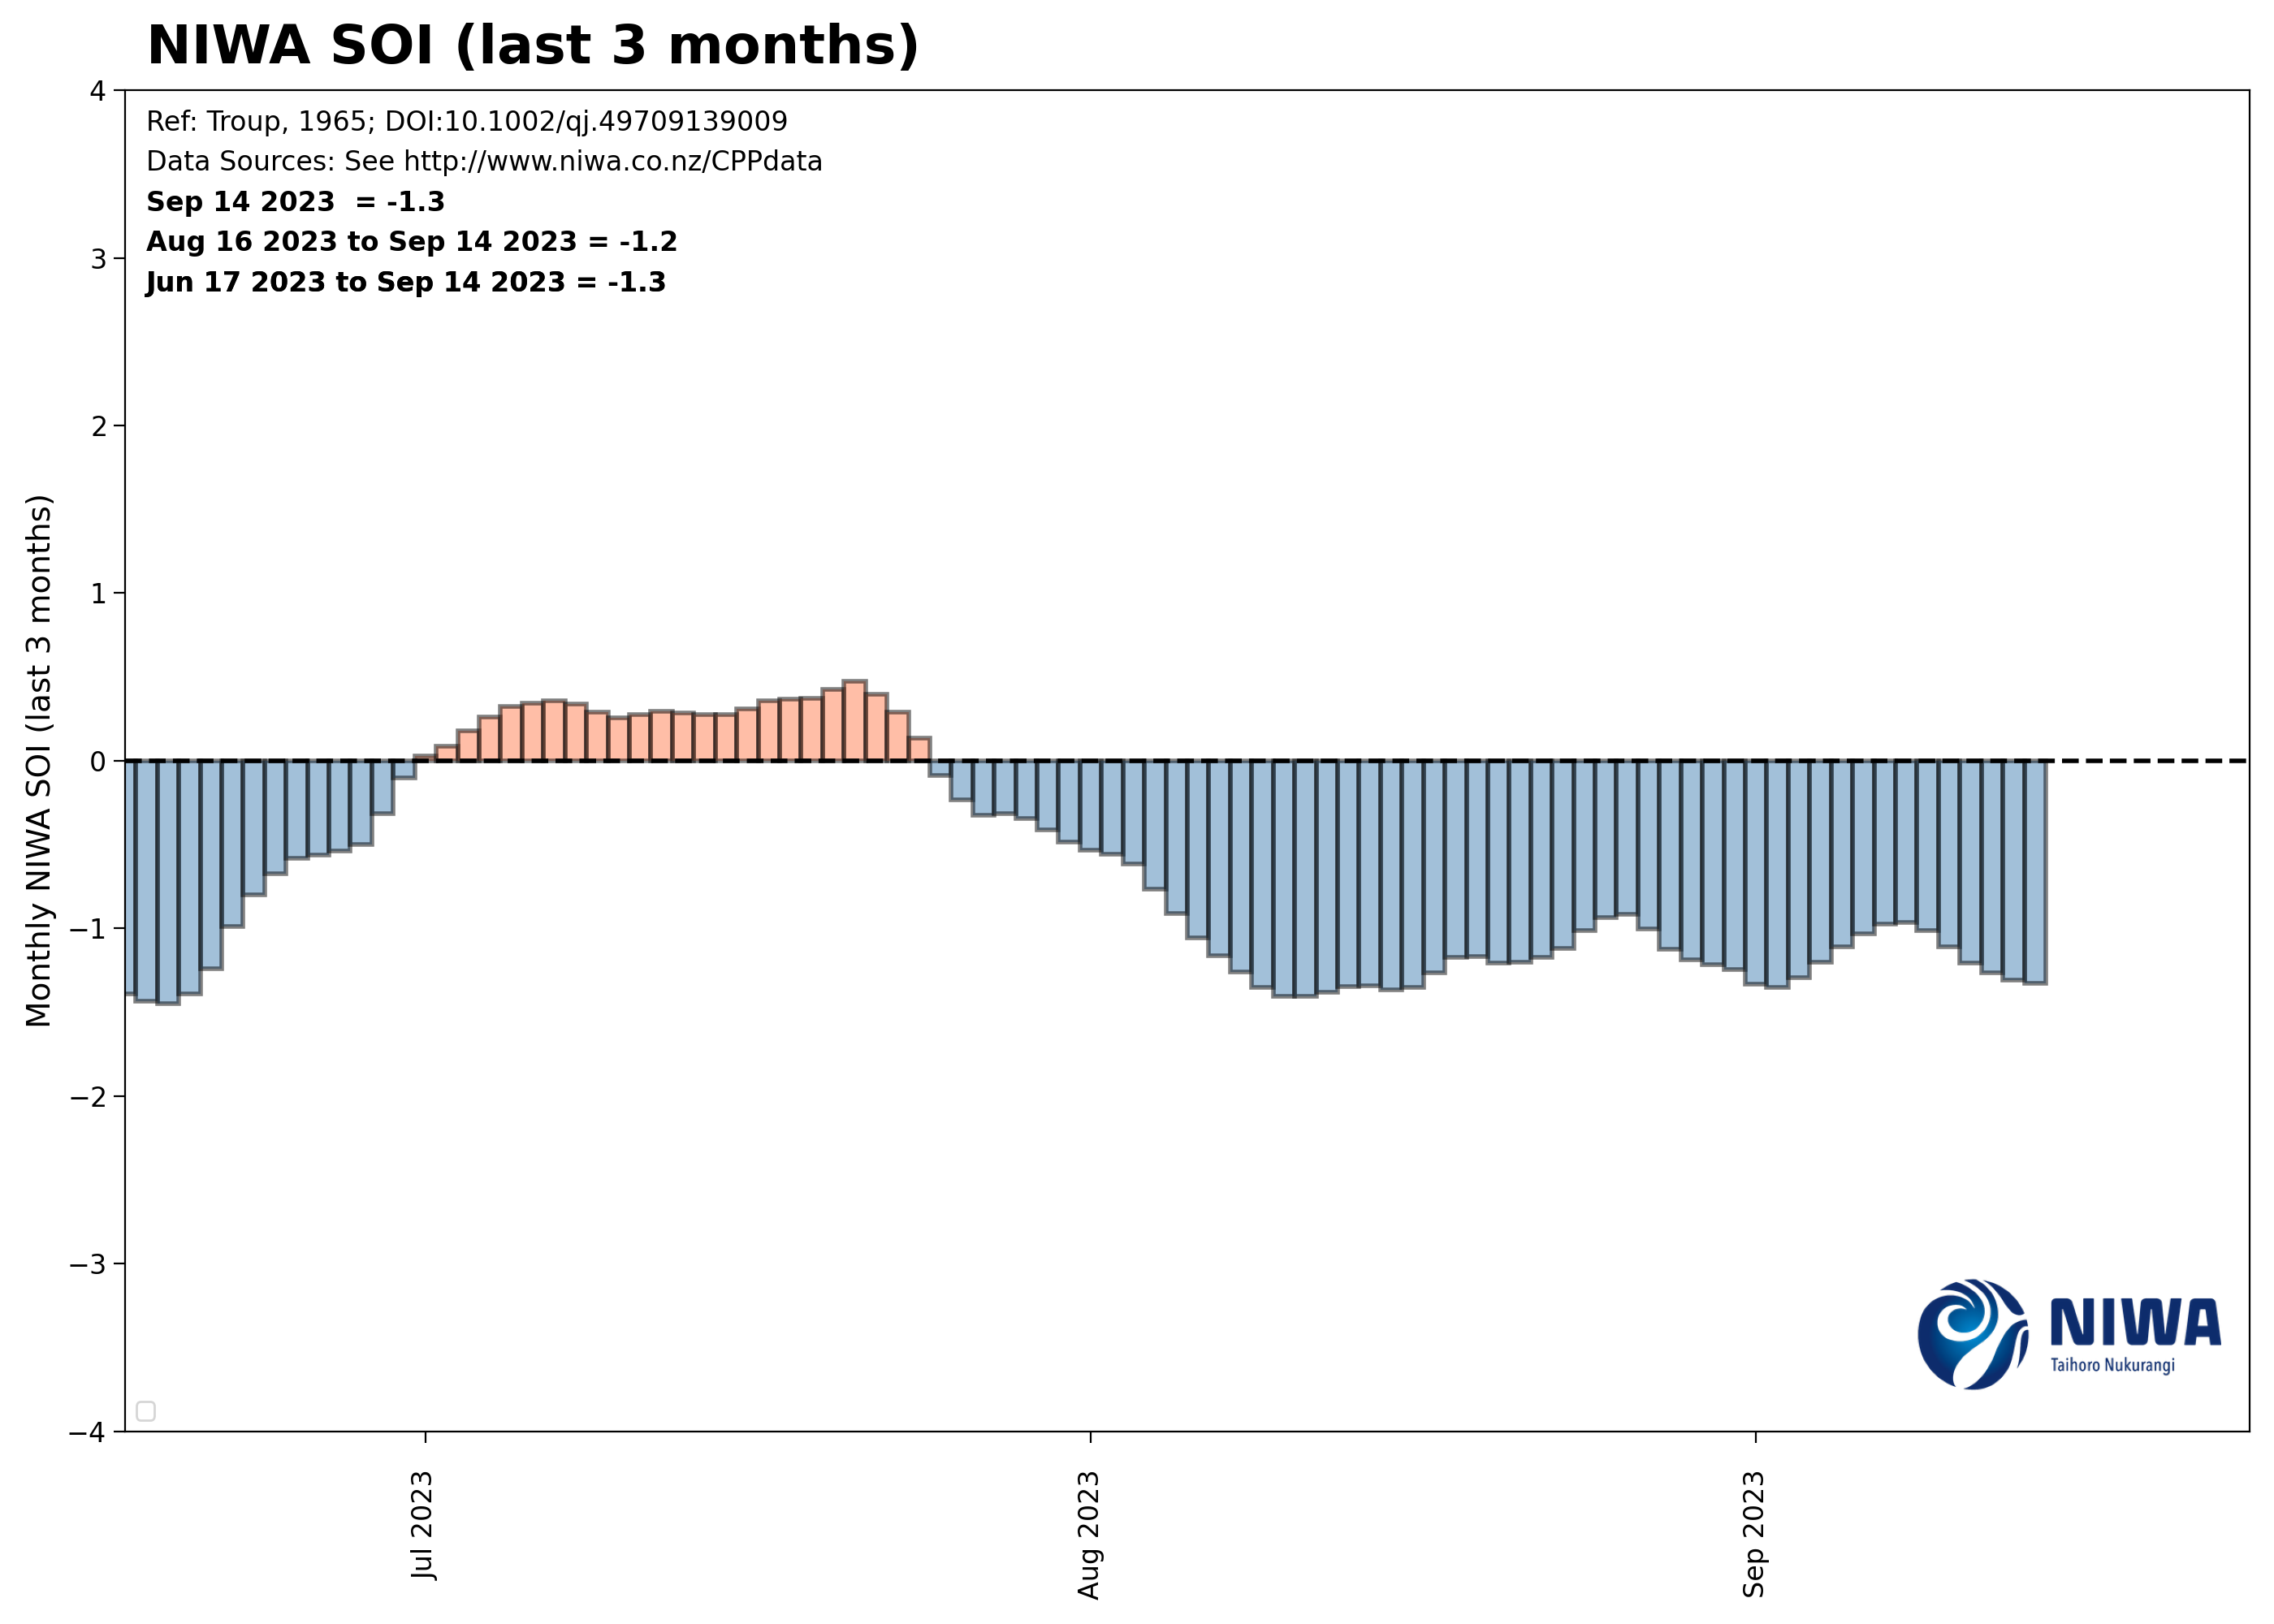 NIWA SOI (last 3 months)
Ref: Troup, 1965; DOI:10.1002/qj.49709139009
Data Sources: See http://www.niwa.co.nz/CPPdata
Sep 14 2023  = -1.3
Aug 16 2023 to Sep 14 2023 = -1.2
Jun 17 2023 to Sep 14 2023 = -1.3
Monthly NIWA SOI (last 3 months)
4
3
2
1
0
−1
−2
−3
−4
Jul 2023
Aug 2023
Sep 2023
NIWA
Taihoro Nukurangi